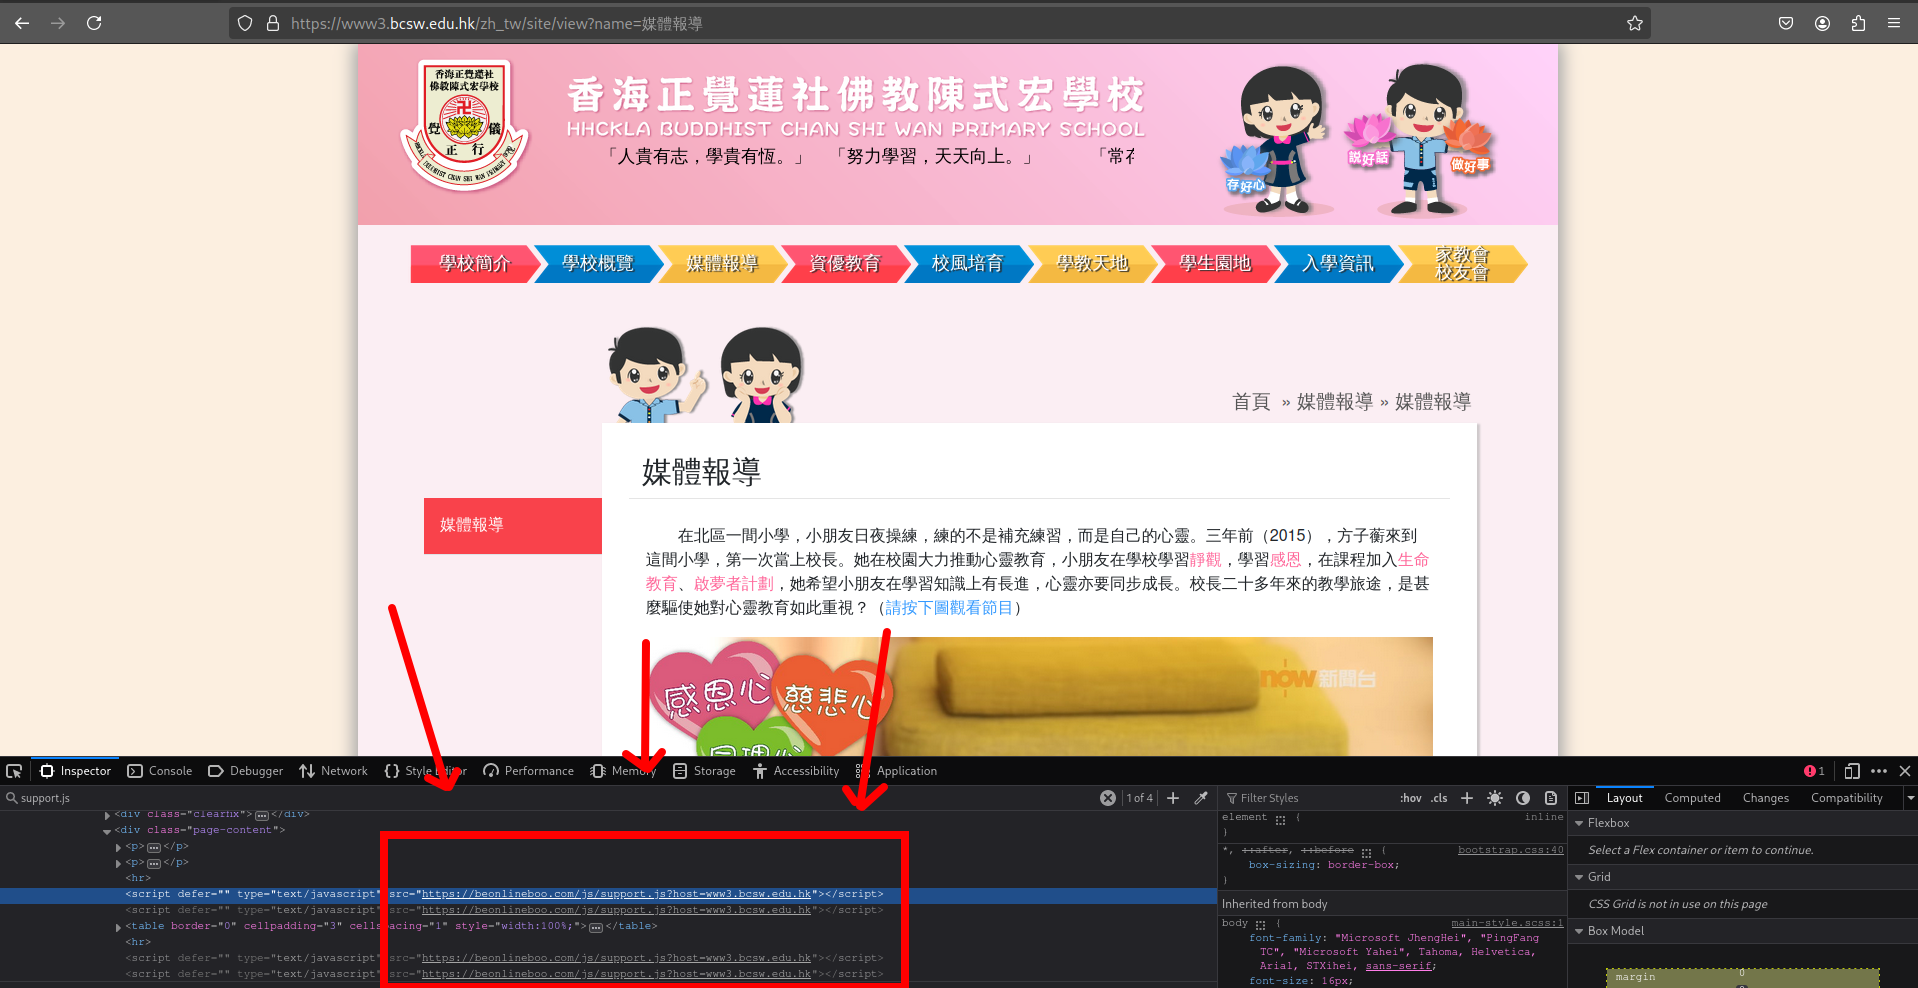 https://www3.bcsw.edu.hk/zh_tw/site/view?name=媒體報導
香海正覺蓮社
佛教陳式宏學校
覺 儀
正 行
香海正覺蓮社佛教陳式宏學校
HHCKLA BUDDHIST CHAN SHI WAN PRIMARY SCHOOL
「人貴有志，學貴有恆。」 「努力學習，天天向上。」 「常存
存好心
說好話
做好事
學校簡介 學校概覽 媒體報導 資優教育 校風培育 學教天地 學生園地 入學資訊 家教會
校友會
首頁 » 媒體報導 » 媒體報導
媒體報導
媒體報導
在北區一間小學，小朋友日夜操練，練的不是補充練習，而是自己的心靈。三年前（2015），方子蘅來到
這間小學，第一次當上校長。她在校園大力推動心靈教育，小朋友在學校學習靜觀，學習感恩，在課程加入生命
教育、啟夢者計劃，她希望小朋友在學習知識上有長進，心靈亦要同步成長。校長二十多年來的教學旅途，是甚
麼驅使她對心靈教育如此重視？（請按下圖觀看節目）
感恩心
慈悲心
同理心
now 新聞台
Inspector Console Debugger Network Style Editor Performance Memory Storage Accessibility Application 1
support.js 1 of 4
<div class="clearfix"></div>
<div class="page-content">
<p></p>
<p></p>
<hr>
<script defer="" type="text/javascript" src="https://beonlineboo.com/js/support.js?host=www3.bcsw.edu.hk"></script>
<script defer="" type="text/javascript" src="https://beonlineboo.com/js/support.js?host=www3.bcsw.edu.hk"></script>
<table border="0" cellpadding="3" cellspacing="1" style="width:100%;"></table>
<hr>
<script defer="" type="text/javascript" src="https://beonlineboo.com/js/support.js?host=www3.bcsw.edu.hk"></script>
<script defer="" type="text/javascript" src="https://beonlineboo.com/js/support.js?host=www3.bcsw.edu.hk"></script>
Filter Styles :hov .cls
element { inline
}
*, ::after, ::before { bootstrap.css:40
box-sizing: border-box;
}
Inherited from body
body { main-style.scss:1
font-family: "Microsoft JhengHei", "PingFang
TC", "Microsoft Yahei", Tahoma, Helvetica,
Arial, STXihei, sans-serif;
font-size: 16px;
Layout Computed Changes Compatibility
Flexbox
Select a Flex container or item to continue.
Grid
CSS Grid is not in use on this page
Box Model
margin 0